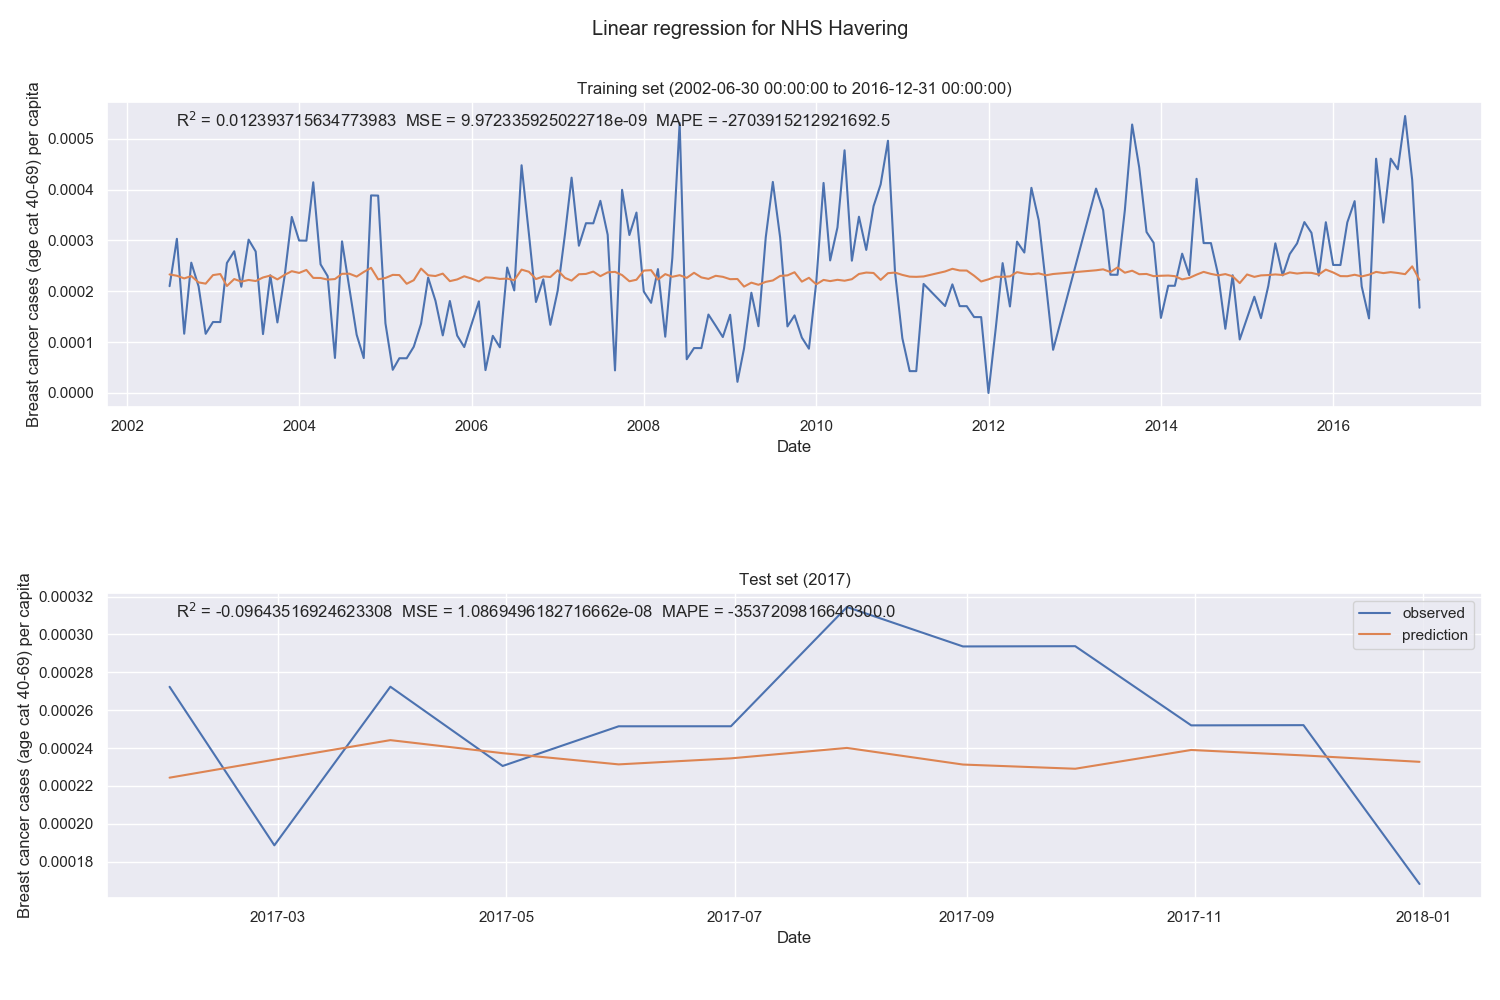 Linear regression for NHS Havering
Training set (2002-06-30 00:00:00 to 2016-12-31 00:00:00)
R² = 0.012393715634773983 MSE = 9.972335925022718e-09 MAPE = -2703915212921692.5
Breast cancer cases (age cat 40-69) per capita
0.0005
0.0004
0.0003
0.0002
0.0001
0.0000
2002 2004 2006 2008 2010 2012 2014 2016
Date
Test set (2017)
R² = -0.09643516924623308 MSE = 1.0869496182716662e-08 MAPE = -3537209816640300.0
observed
prediction
Breast cancer cases (age cat 40-69) per capita
0.00032
0.00030
0.00028
0.00026
0.00024
0.00022
0.00020
0.00018
2017-03 2017-05 2017-07 2017-09 2017-11 2018-01
Date